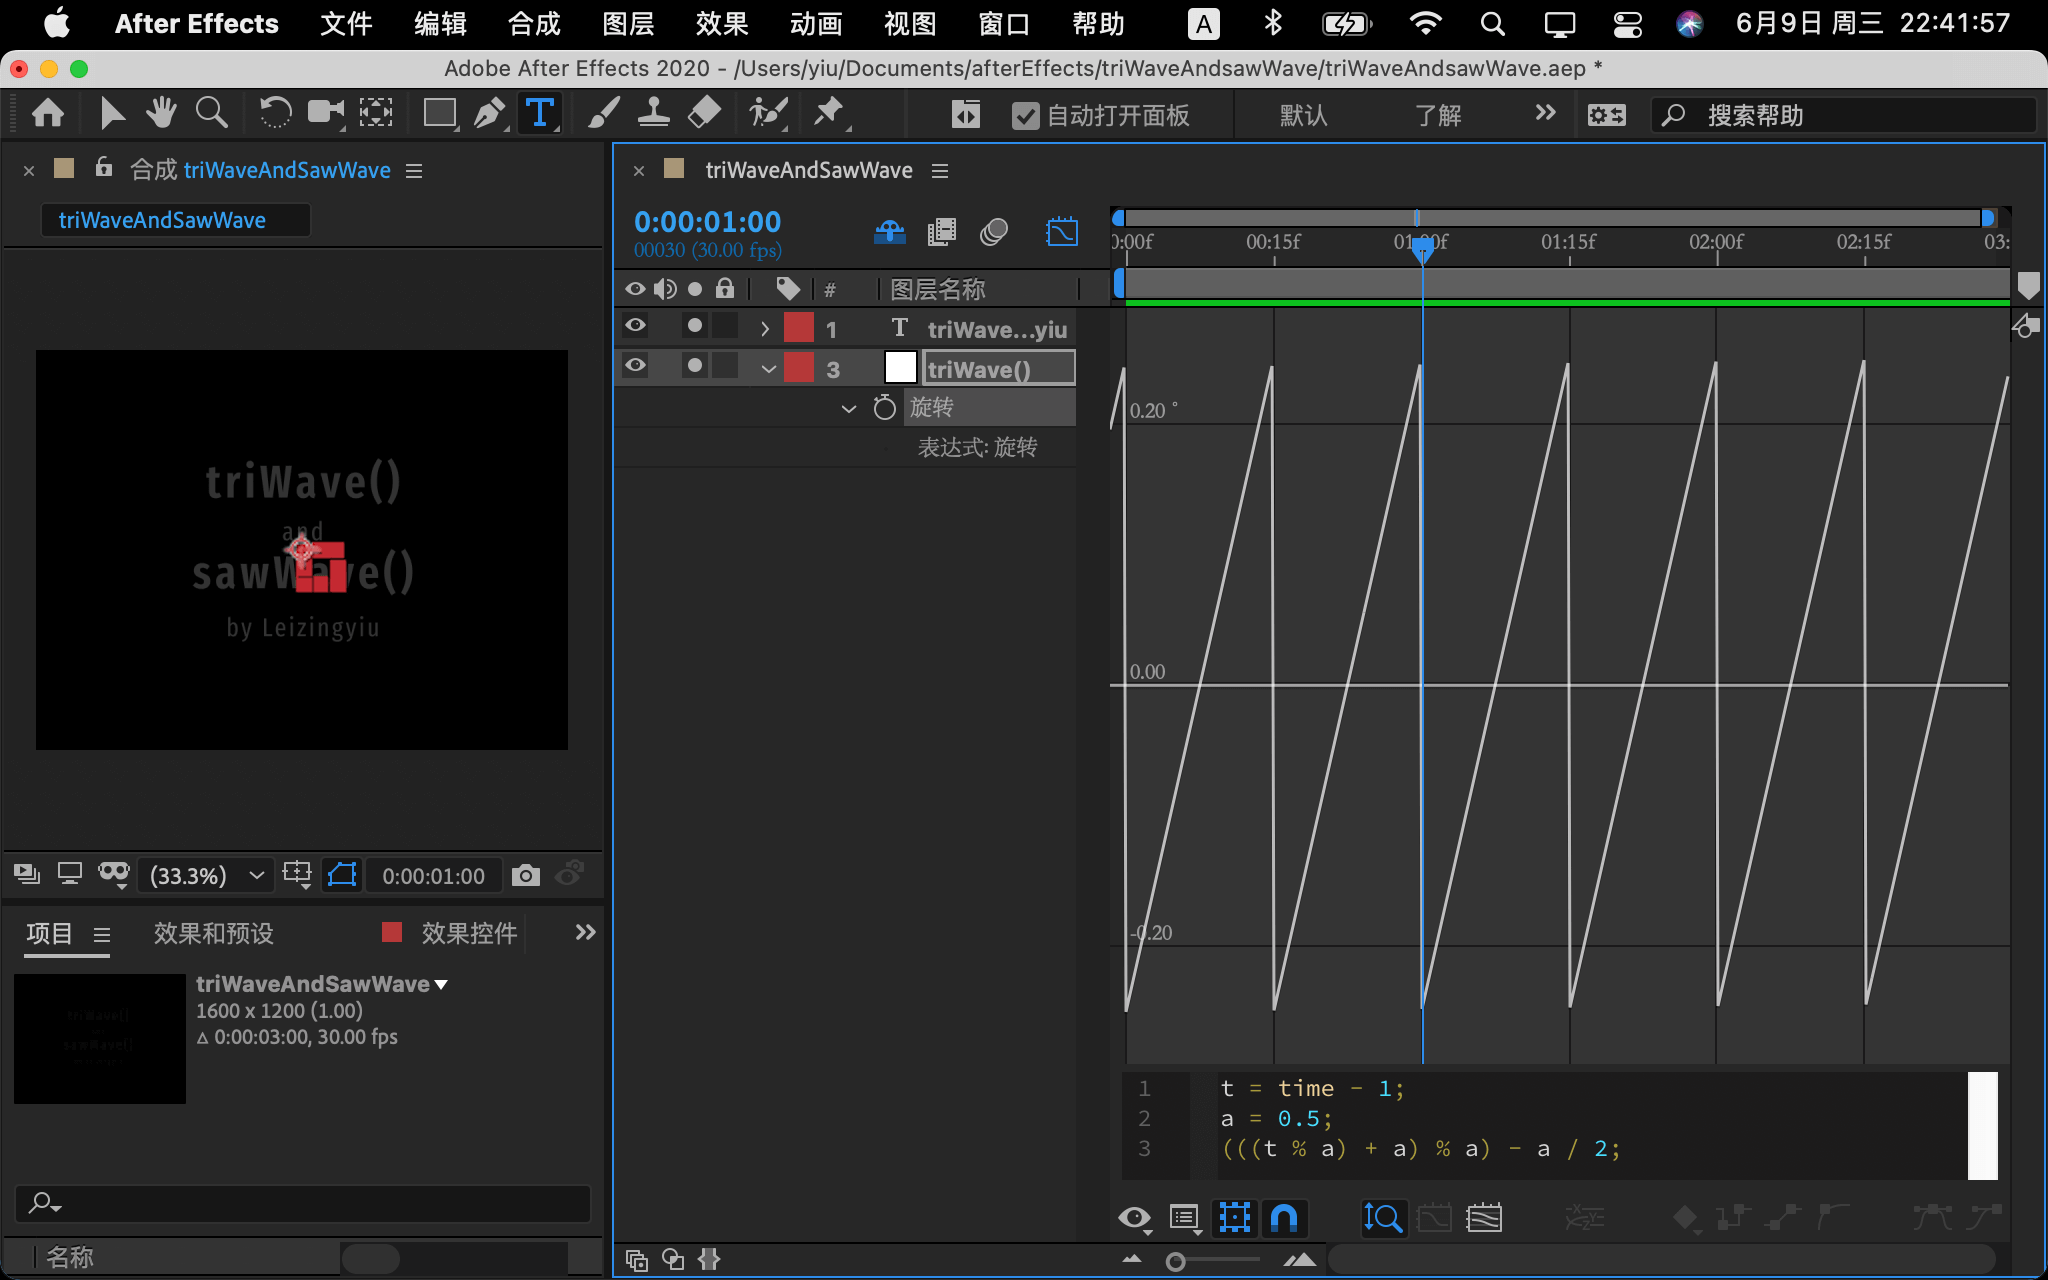 After Effects 文件 编辑 合成 图层 效果 动画 视图 窗口 帮助 A 6月9日 周三 22:41:57
Adobe After Effects 2020 - /Users/yiu/Documents/afterEffects/triWaveAndsawWave/triWaveAndsawWave.aep *
T 自动打开面板 默认 了解 搜索帮助
合成 triWaveAndSawWave
triWaveAndSawWave
triWave()
and
sawWave()
by Leizingyiu
(33.3%) 0:00:01:00
项目 效果和预设 效果控件
triWaveAndSawWave
1600 x 1200 (1.00)
Δ 0:00:03:00, 30.00 fps
名称
triWaveAndSawWave
0:00:01:00
00030 (30.00 fps)
0:00f 00:15f 01:00f 01:15f 02:00f 02:15f 03:
# 图层名称
1 T triWave...yiu
3 triWave()
旋转
表达式: 旋转
0.20 °
0.00
-0.20
1 t = time - 1;
2 a = 0.5;
3 (((t % a) + a) % a) - a / 2;